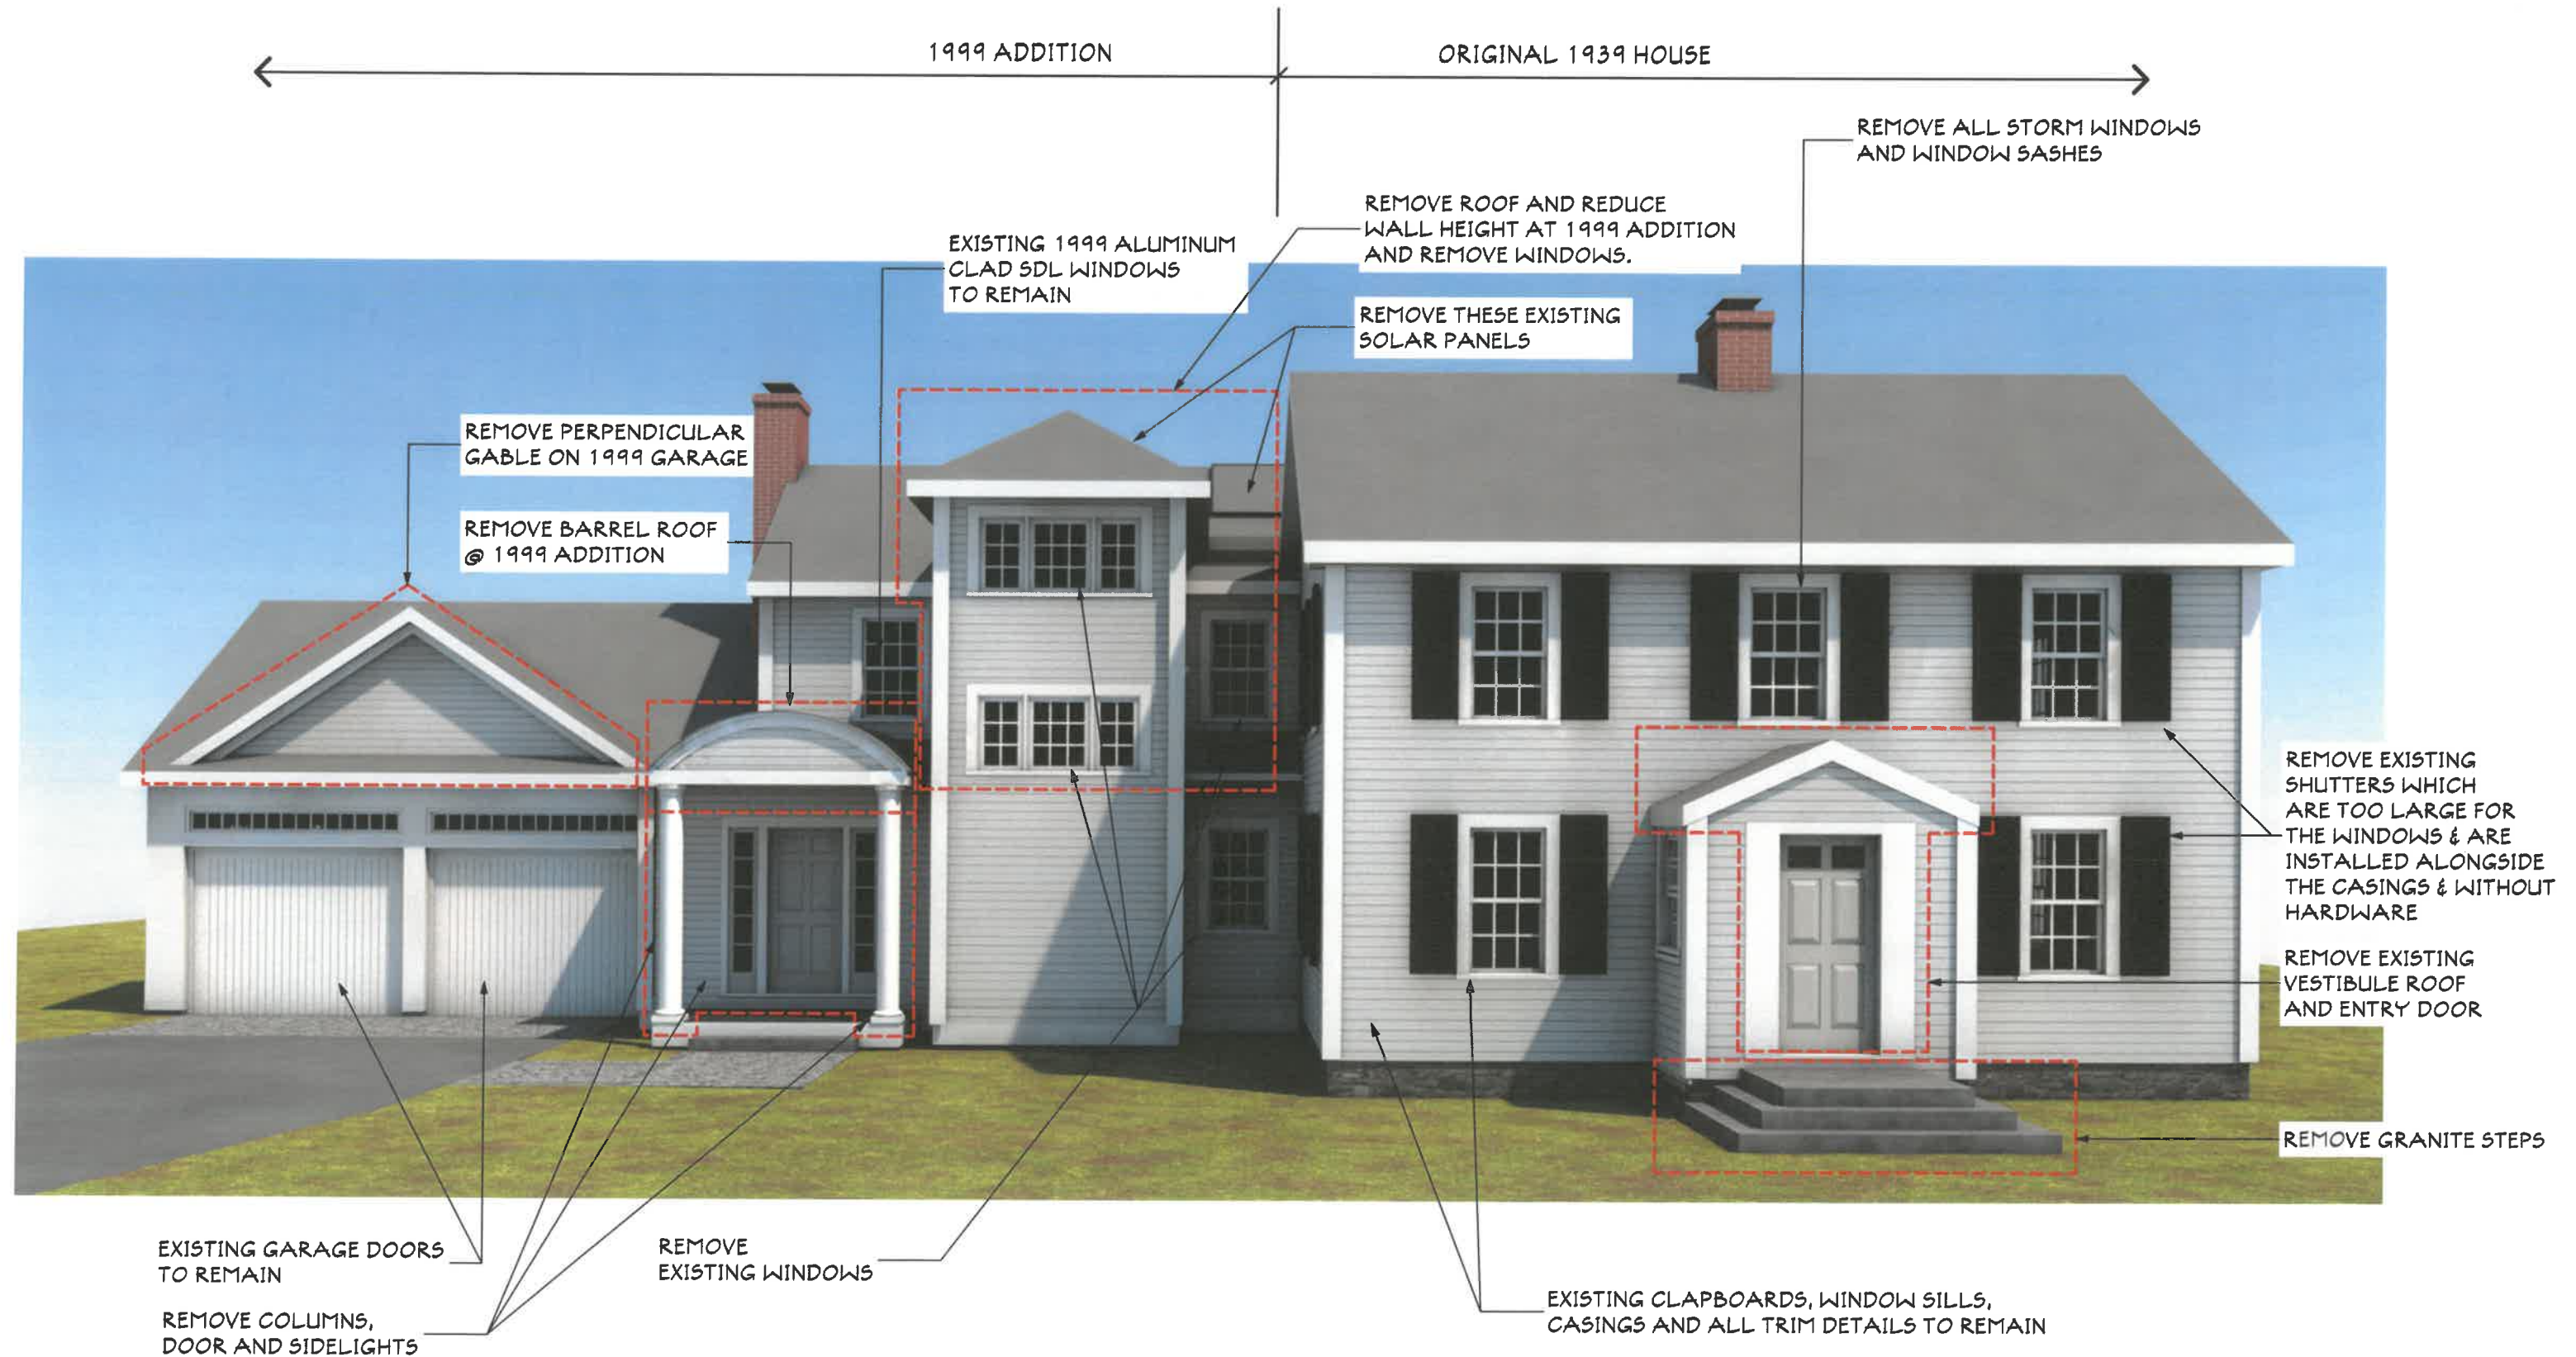 1999 ADDITION
ORIGINAL 1939 HOUSE
REMOVE ALL STORM WINDOWS
AND WINDOW SASHES
REMOVE ROOF AND REDUCE
WALL HEIGHT AT 1999 ADDITION
AND REMOVE WINDOWS.
EXISTING 1999 ALUMINUM
CLAD SDL WINDOWS
TO REMAIN
REMOVE THESE EXISTING
SOLAR PANELS
REMOVE PERPENDICULAR
GABLE ON 1999 GARAGE
REMOVE BARREL ROOF
@ 1999 ADDITION
REMOVE EXISTING
SHUTTERS WHICH
ARE TOO LARGE FOR
THE WINDOWS & ARE
INSTALLED ALONGSIDE
THE CASINGS & WITHOUT
HARDWARE
REMOVE EXISTING
VESTIBULE ROOF
AND ENTRY DOOR
REMOVE GRANITE STEPS
EXISTING GARAGE DOORS
TO REMAIN
REMOVE
EXISTING WINDOWS
REMOVE COLUMNS,
DOOR AND SIDELIGHTS
EXISTING CLAPBOARDS, WINDOW SILLS,
CASINGS AND ALL TRIM DETAILS TO REMAIN